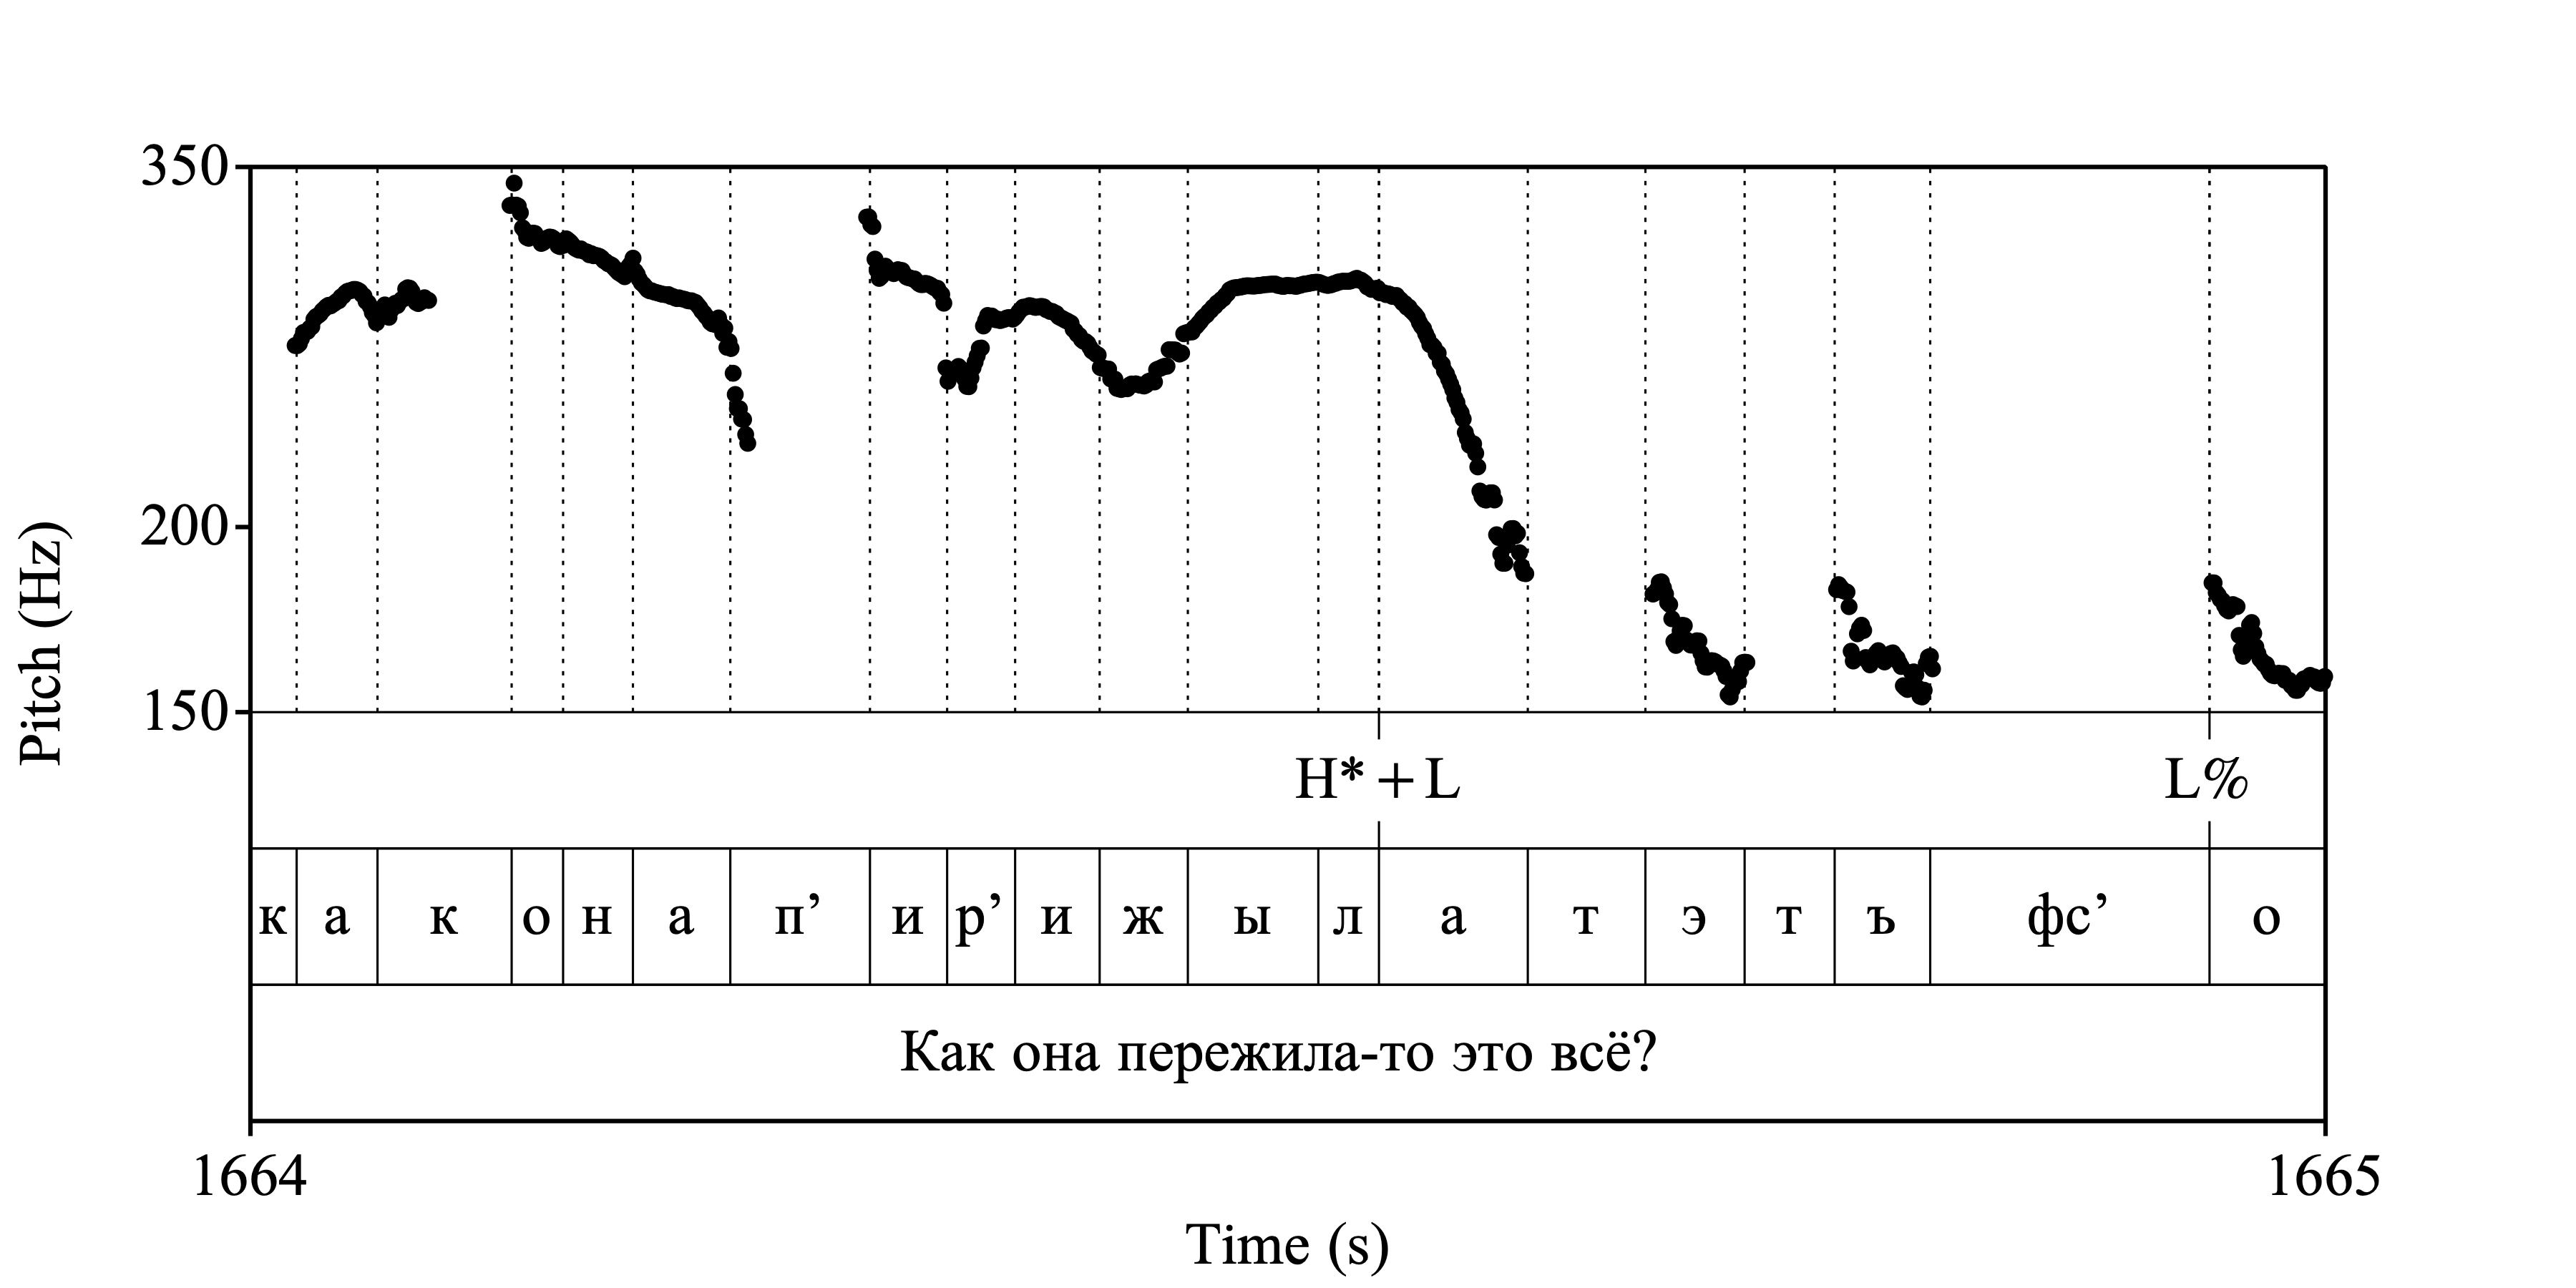 350
200
150
Pitch (Hz)
H* + L L%
к а к о н а п’ и р’ и ж ы л а т э т ъ фс’ о
Как она пережила-то это всё?
1664 1665
Time (s)